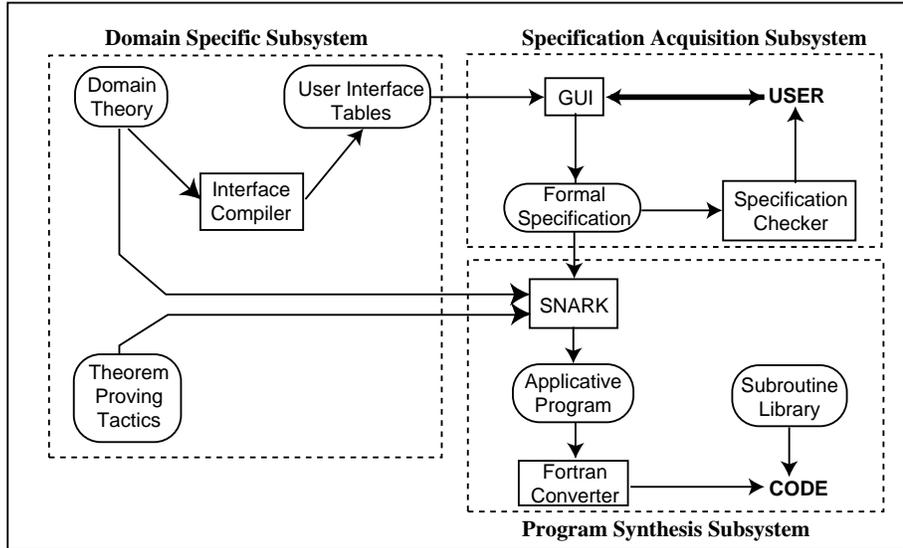 Domain Specific Subsystem
Specification Acquisition Subsystem
Domain
Theory
User Interface
Tables
GUI
USER
Interface
Compiler
Formal
Specification
Specification
Checker
SNARK
Theorem
Proving
Tactics
Applicative
Program
Subroutine
Library
Fortran
Converter
CODE
Program Synthesis Subsystem